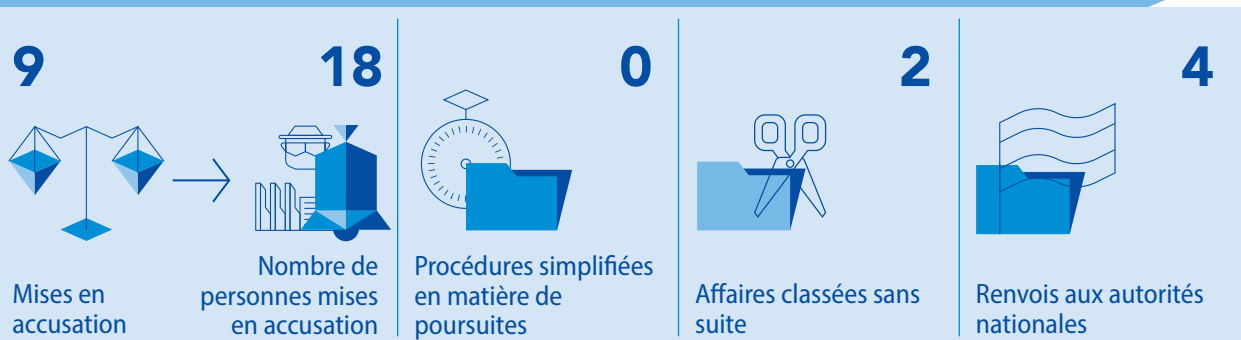 9
Mises en
accusation
18
Nombre de
personnes mises
en accusation
0
Procédures simplifiées
en matière de
poursuites
2
Affaires classées sans
suite
4
Renvois aux autorités
nationales